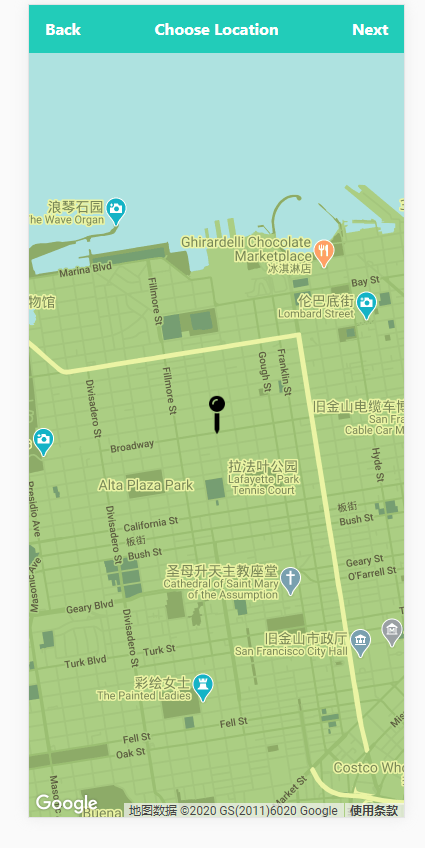 Back
Choose Location
Next
浪琴石园
he Wave Organ
Ghirardelli Chocolate
Marketplace
冰淇淋店
Marina Blvd
Fillmore St
Bay St
伦巴底街
Lombard Street
物馆
Gough St
Franklin St
Fillmore St
Divisadero St
旧金山电缆车博
San Fra
Cable Car M
Broadway
Hyde St
拉法叶公园
Lafayette Park
Tennis Court
Alta Plaza Park
Presidio Ave
California St
板街
Bush St
板街
Bush St
Divisadero St
圣母升天主教座堂
Cathedral of Saint Mary
of the Assumption
Geary St
O'Farrell St
Masonic Ave
Geary Blvd
Divisadero St
旧金山市政厅
San Francisco City Hall
Turk St
Turk Blvd
彩绘女士
The Painted Ladies
Fell St
Fell St
Oak St
Mis
Costco Who
Market St
Masonic
Buena
Google
地图数据 ©2020 GS(2011)6020 Google
使用条款